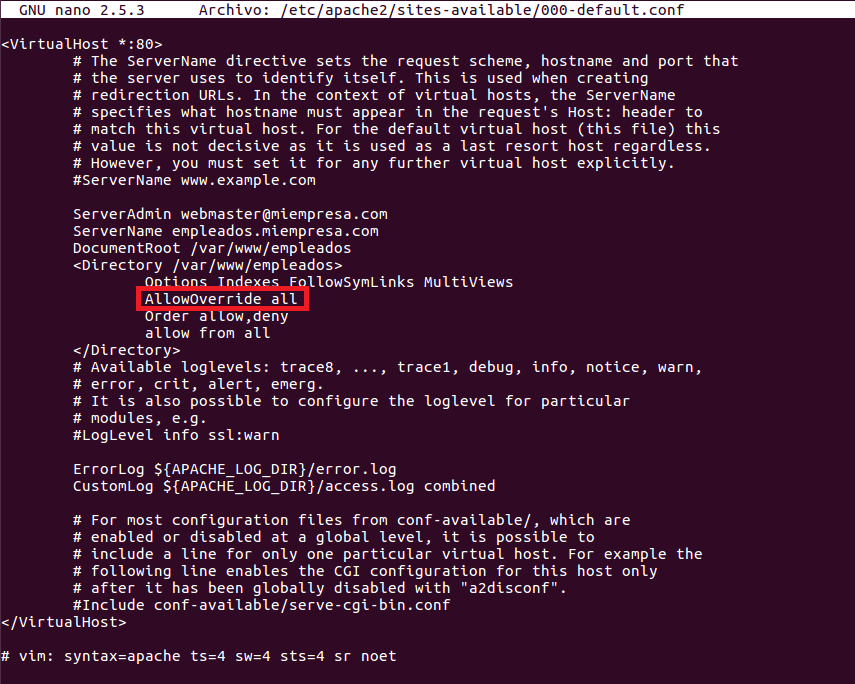 GNU nano 2.5.3 Archivo: /etc/apache2/sites-available/000-default.conf
<VirtualHost *:80>
# The ServerName directive sets the request scheme, hostname and port that
# the server uses to identify itself. This is used when creating
# redirection URLs. In the context of virtual hosts, the ServerName
# specifies what hostname must appear in the request's Host: header to
# match this virtual host. For the default virtual host (this file) this
# value is not decisive as it is used as a last resort host regardless.
# However, you must set it for any further virtual host explicitly.
#ServerName www.example.com
ServerAdmin webmaster@miempresa.com
ServerName empleados.miempresa.com
DocumentRoot /var/www/empleados
<Directory /var/www/empleados>
Options Indexes FollowSymLinks MultiViews
AllowOverride all
Order allow,deny
allow from all
</Directory>
# Available loglevels: trace8, ..., trace1, debug, info, notice, warn,
# error, crit, alert, emerg.
# It is also possible to configure the loglevel for particular
# modules, e.g.
#LogLevel info ssl:warn
ErrorLog ${APACHE_LOG_DIR}/error.log
CustomLog ${APACHE_LOG_DIR}/access.log combined
# For most configuration files from conf-available/, which are
# enabled or disabled at a global level, it is possible to
# include a line for only one particular virtual host. For example the
# following line enables the CGI configuration for this host only
# after it has been globally disabled with "a2disconf".
#Include conf-available/serve-cgi-bin.conf
</VirtualHost>
# vim: syntax=apache ts=4 sw=4 sts=4 sr noet